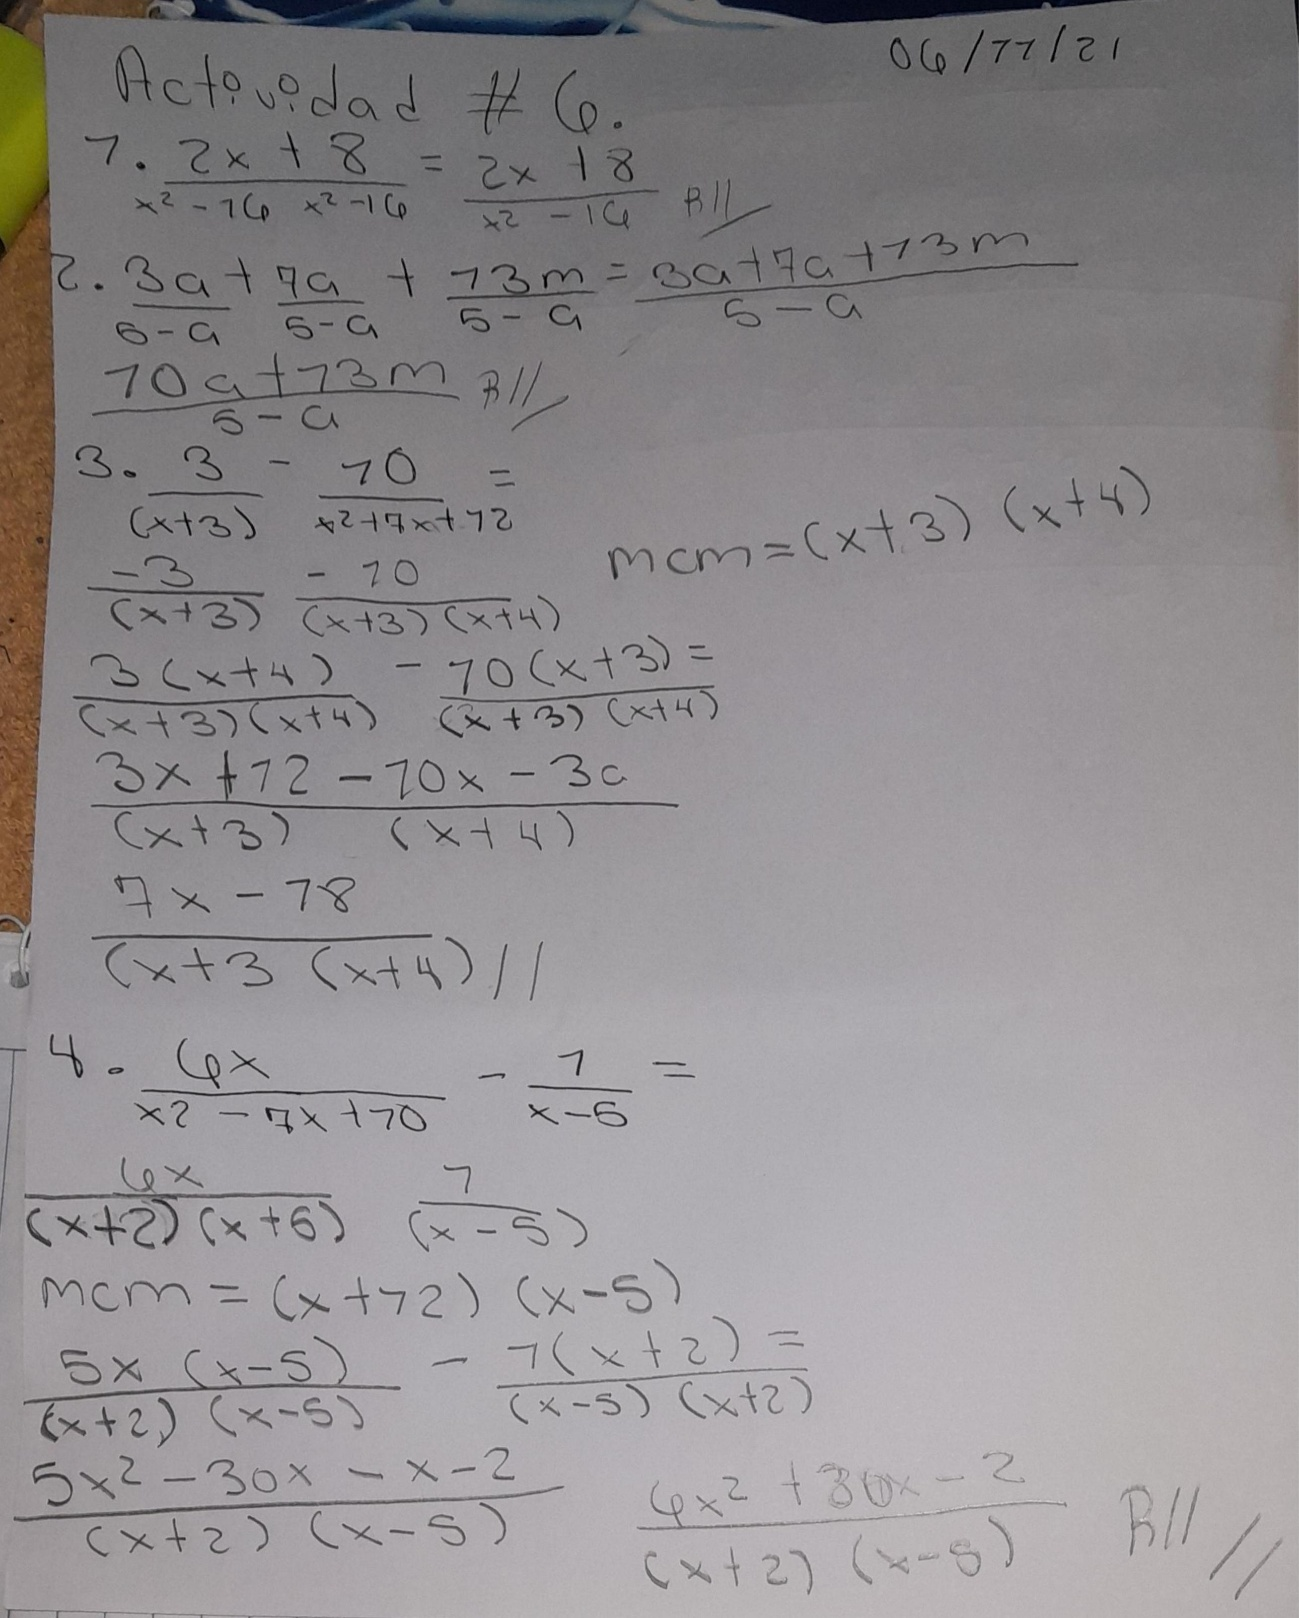 06/11/21
Actividad # 6.
1. 2x + 8 = 2x + 8
x² - 16 x² - 16 x² - 16 R//
2. 3a + 7a + 13m = 3a + 7a + 13m
5-a 5-a 5-a 5-a
10a + 13m R//
5-a
3. 3 - 10 =
(x+3) x²+7x+12
mcm = (x+3) (x+4)
-3 - 10
(x+3) (x+3) (x+4)
3(x+4) - 10(x+3) =
(x+3)(x+4) (x+3) (x+4)
3x + 12 - 10x - 30
(x+3) (x+4)
7x - 18
(x+3 (x+4) //
4. 6x - 1 =
x2 - 7x + 10 x-5
6x 1
(x+2) (x+5) (x-5)
mcm = (x+12) (x-5)
5x (x-5) - 1(x+2) =
(x+2) (x-5) (x-5) (x+2)
5x² - 30x - x - 2 6x² + 30x - 2
(x+2) (x-5) (x+2) (x-5) R// //